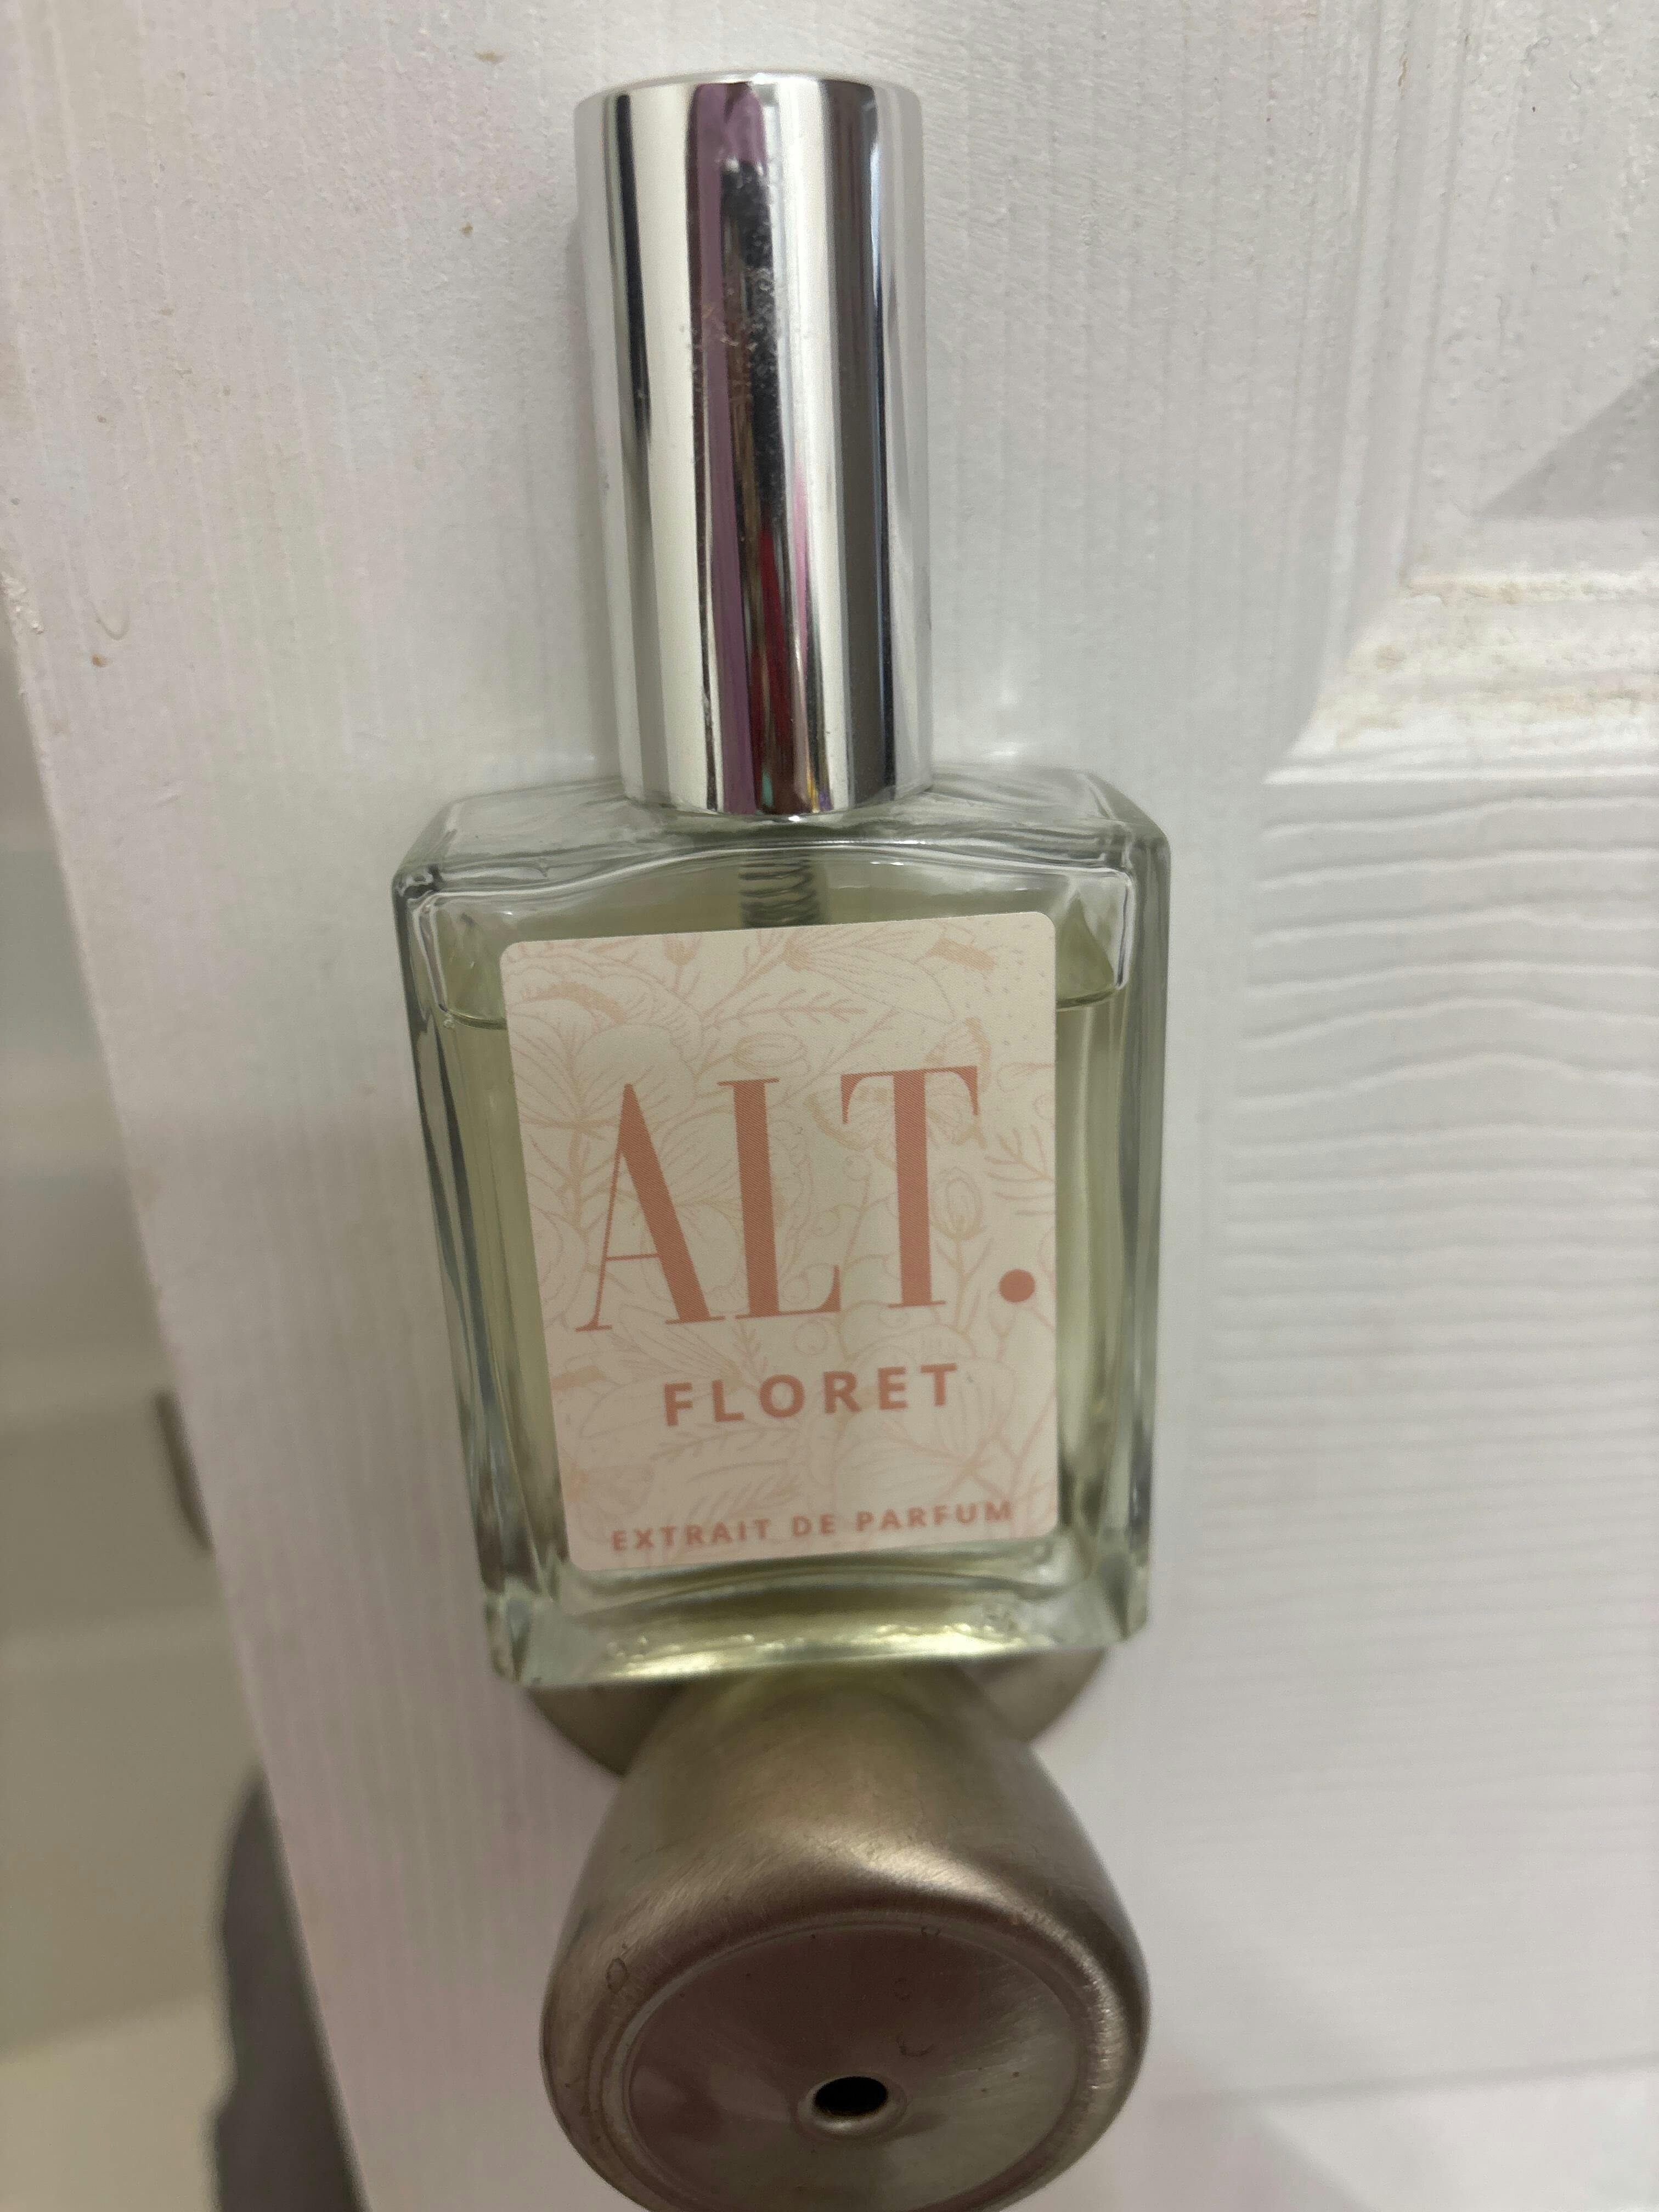 ALT.
FLORET
EXTRAIT DE PARFUM